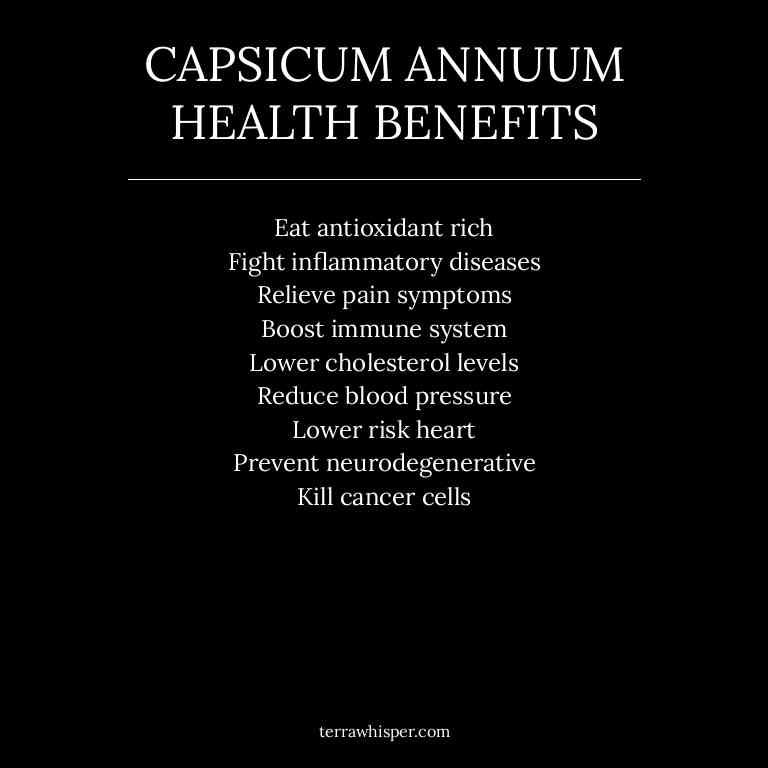 CAPSICUM ANNUUM
HEALTH BENEFITS
Eat antioxidant rich
Fight inflammatory diseases
Relieve pain symptoms
Boost immune system
Lower cholesterol levels
Reduce blood pressure
Lower risk heart
Prevent neurodegenerative
Kill cancer cells
terrawhisper.com